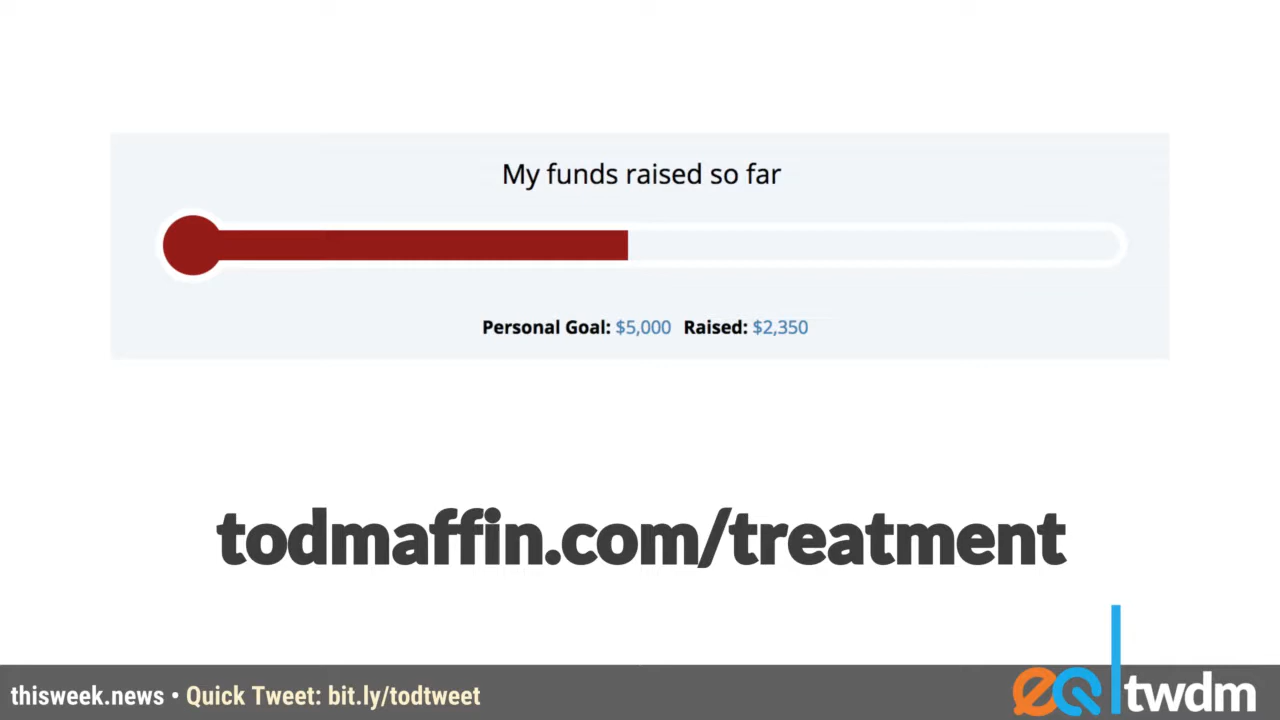 My funds raised so far
Personal Goal: $5,000 Raised: $2,350
todmaffin.com/treatment
thisweek.news • Quick Tweet: bit.ly/todtweet
eq twdm